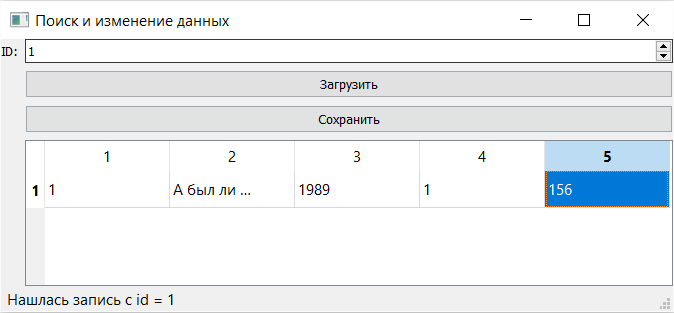 Поиск и изменение данных
ID: 1
Загрузить
Сохранить
1 2 3 4 5
1 1 А был ли ... 1989 1 156
Нашлась запись с id = 1